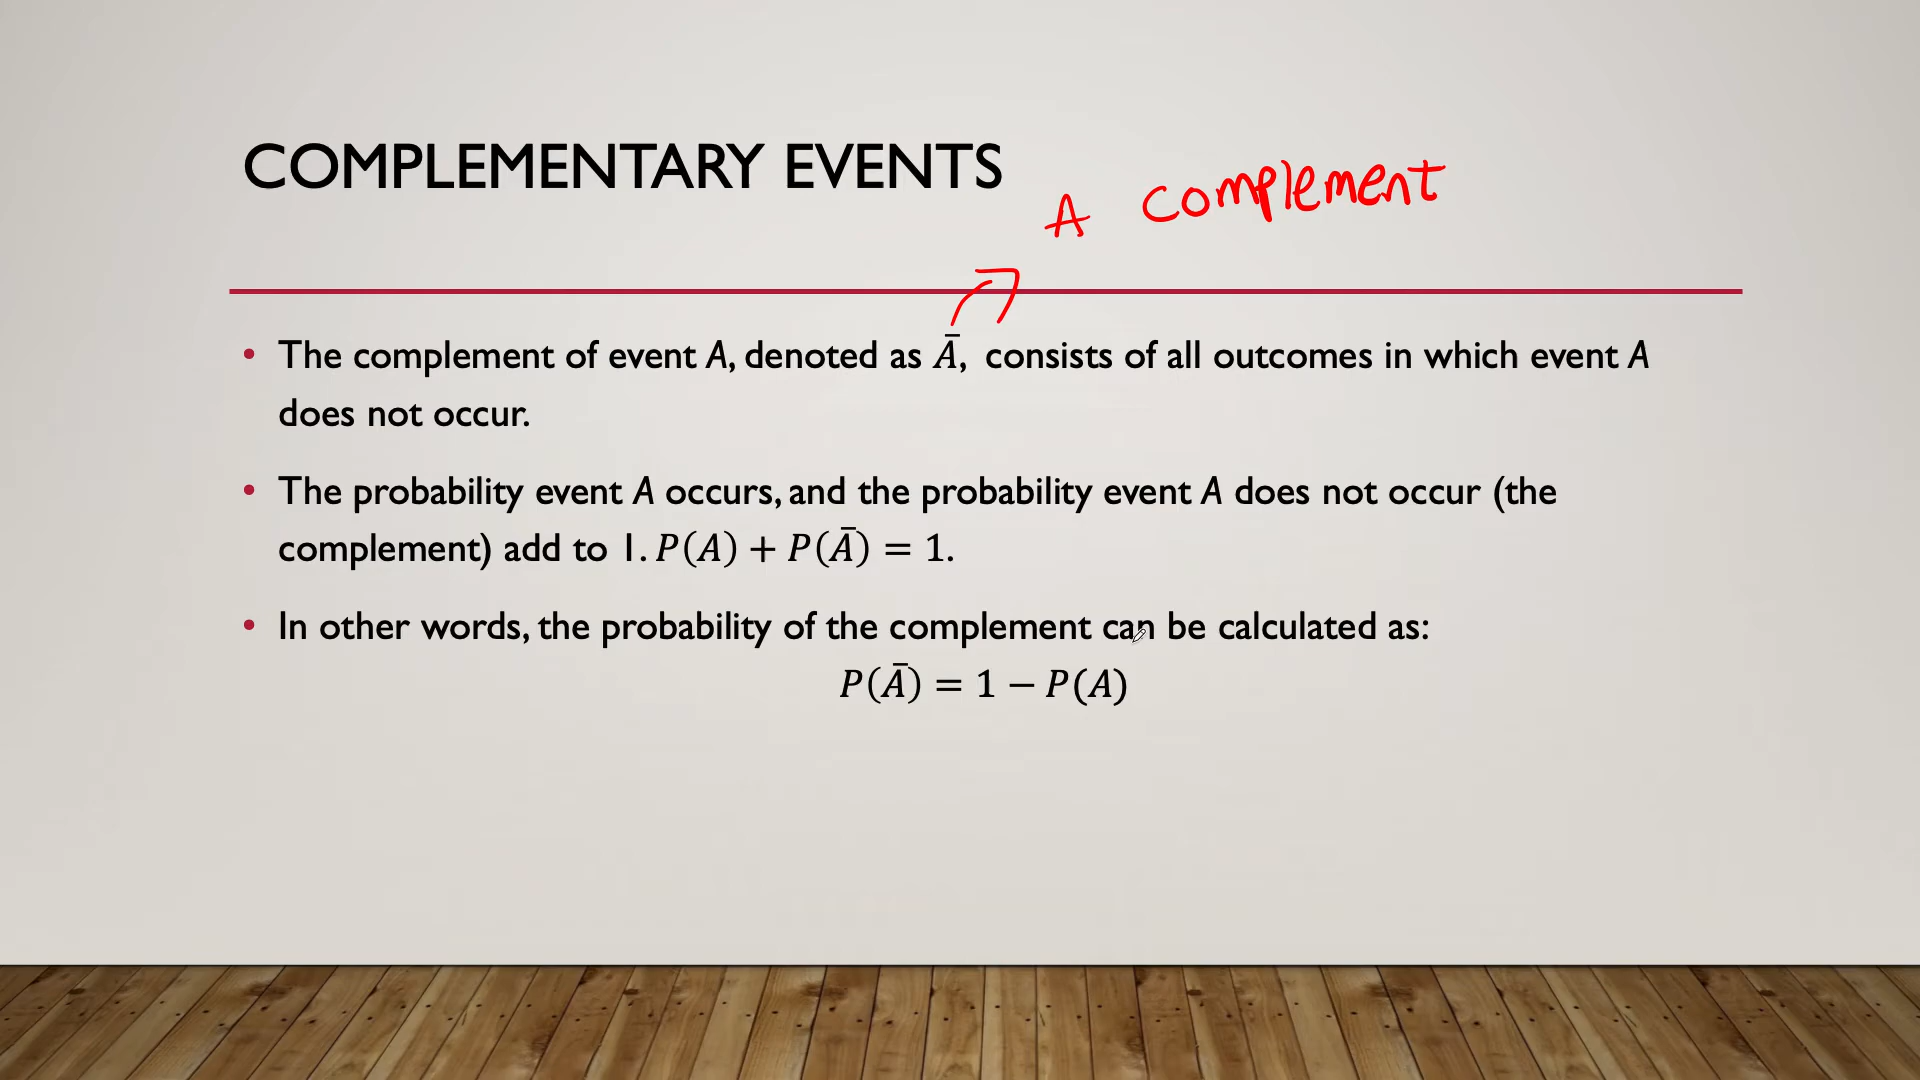 COMPLEMENTARY EVENTS
A complement
• The complement of event A, denoted as Ā, consists of all outcomes in which event A
does not occur.
• The probability event A occurs, and the probability event A does not occur (the
complement) add to 1. P(A) + P(Ā) = 1.
• In other words, the probability of the complement can be calculated as:
P(Ā) = 1 − P(A)